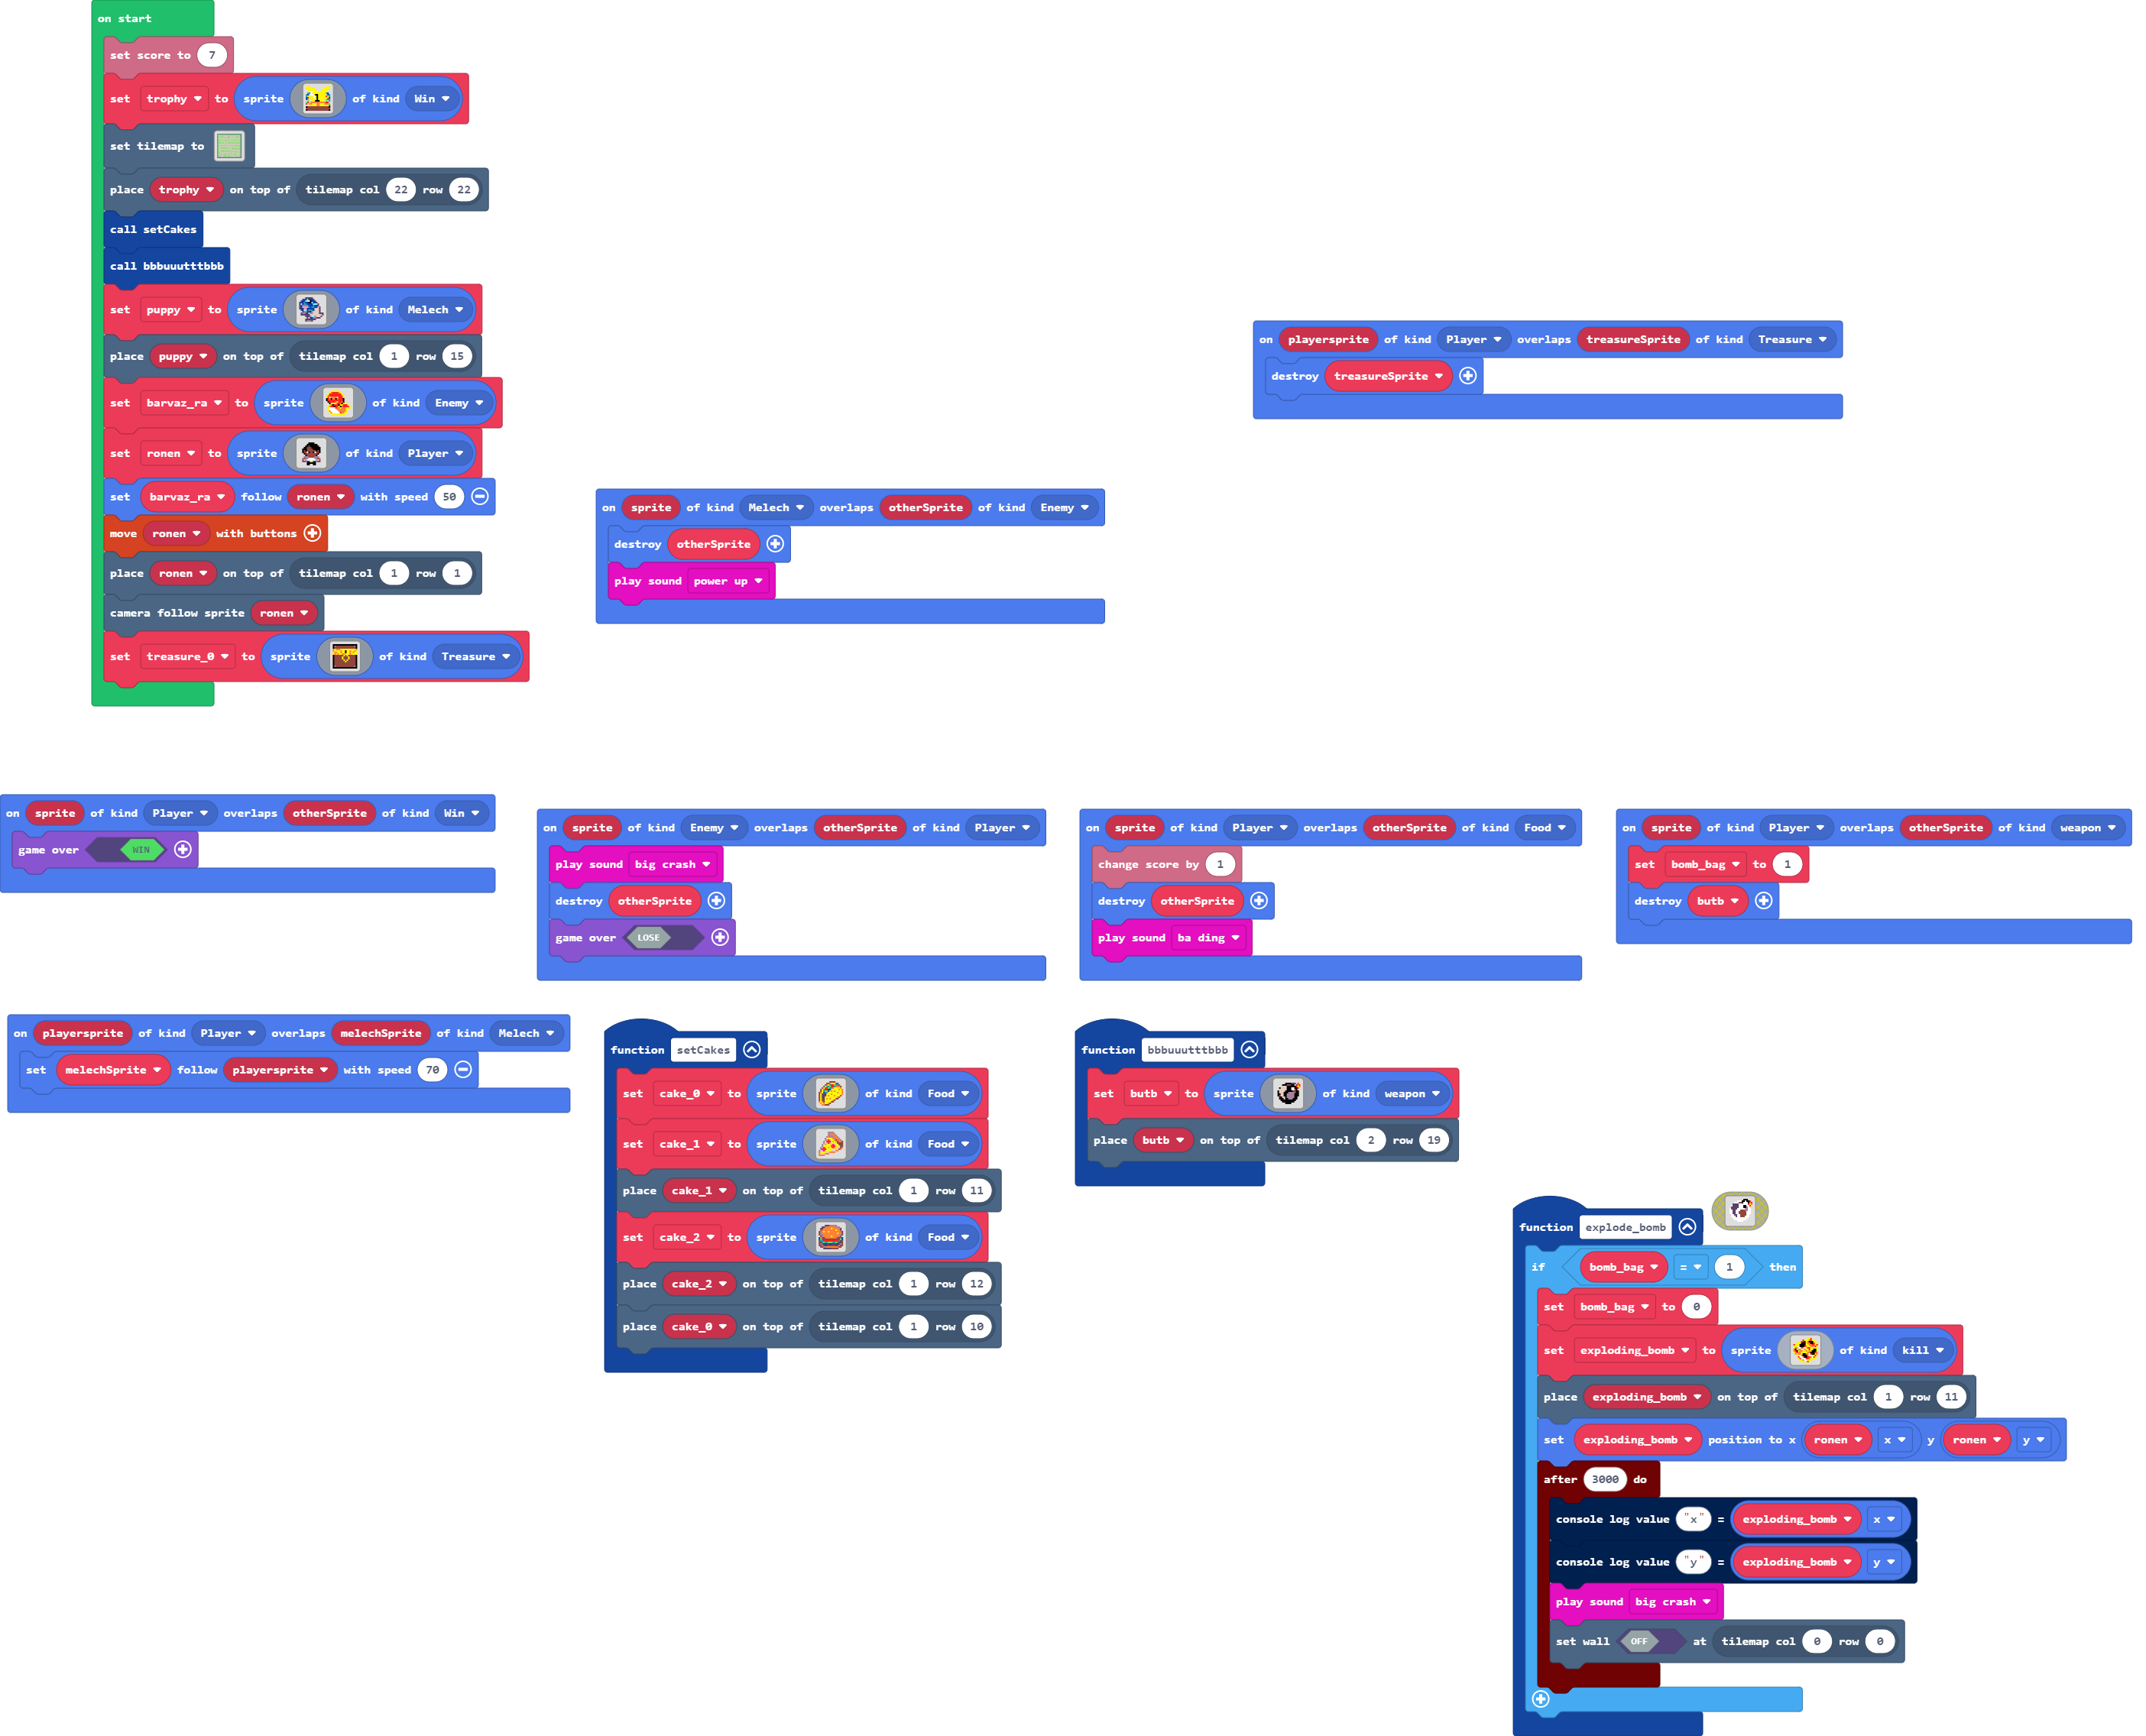 on start
set score to 7
set trophy to sprite 1 of kind Win
set tilemap to
place trophy on top of tilemap col 22 row 22
call setCakes
call bbbuuutttbbb
set puppy to sprite of kind Melech
place puppy on top of tilemap col 1 row 15
set barvaz_ra to sprite of kind Enemy
set ronen to sprite of kind Player
set barvaz_ra follow ronen with speed 50
move ronen with buttons
place ronen on top of tilemap col 1 row 1
camera follow sprite ronen
set treasure_0 to sprite of kind Treasure
on playersprite of kind Player overlaps treasureSprite of kind Treasure
destroy treasureSprite
on sprite of kind Melech overlaps otherSprite of kind Enemy
destroy otherSprite
play sound power up
on sprite of kind Player overlaps otherSprite of kind Win
game over WIN
on sprite of kind Enemy overlaps otherSprite of kind Player
play sound big crash
destroy otherSprite
game over LOSE
on sprite of kind Player overlaps otherSprite of kind Food
change score by 1
destroy otherSprite
play sound ba ding
on sprite of kind Player overlaps otherSprite of kind weapon
set bomb_bag to 1
destroy butb
on playersprite of kind Player overlaps melechSprite of kind Melech
set melechSprite follow playersprite with speed 70
function setCakes
set cake_0 to sprite of kind Food
set cake_1 to sprite of kind Food
place cake_1 on top of tilemap col 1 row 11
set cake_2 to sprite of kind Food
place cake_2 on top of tilemap col 1 row 12
place cake_0 on top of tilemap col 1 row 10
function bbbuuutttbbb
set butb to sprite of kind weapon
place butb on top of tilemap col 2 row 19
function explode_bomb
if bomb_bag = 1 then
set bomb_bag to 0
set exploding_bomb to sprite of kind kill
place exploding_bomb on top of tilemap col 1 row 11
set exploding_bomb position to x ronen x y ronen y
after 3000 do
console log value "x" = exploding_bomb x
console log value "y" = exploding_bomb y
play sound big crash
set wall OFF at tilemap col 0 row 0